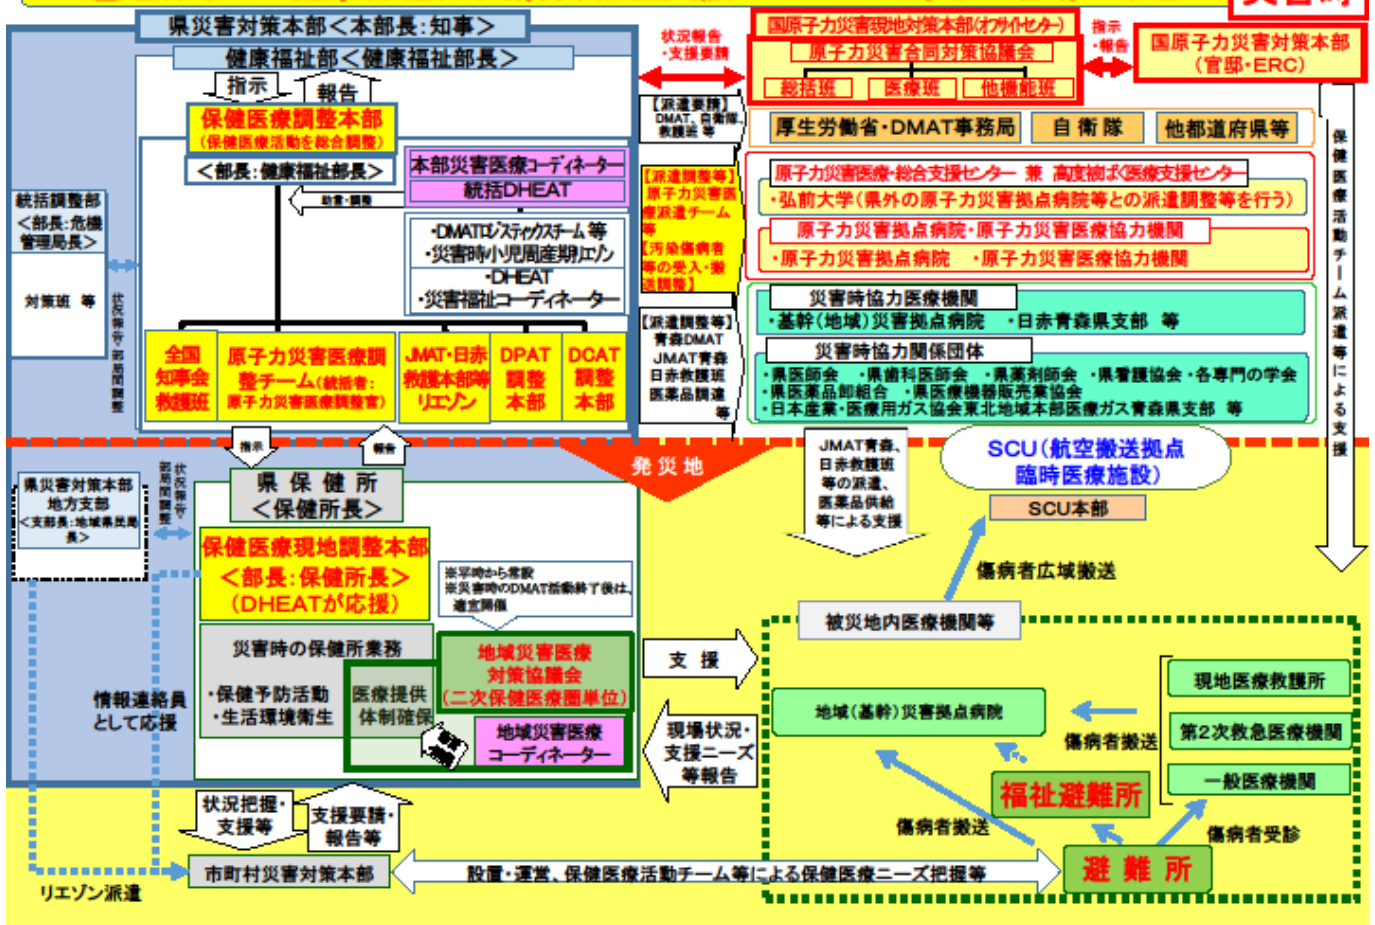 災害時
県災害対策本部<本部長:知事>
健康福祉部<健康福祉部長>
指示
報告
保健医療調整本部
(保健医療活動を総合調整)
<部長:健康福祉部長>
本部災害医療コーディネーター
統括DHEAT
助言・調整
・DMATロジスティックスチーム 等
・災害時小児周産期リエゾン
・DHEAT
・災害福祉コーディネーター
統括調整部
<部長:危機
管理局長>
対策班 等
状況報告・部局間調整
全国
知事会
救護班
原子力災害医療調
整チーム(統括者:
原子力災害医療調整官)
JMAT・日赤
救護本部等
リエゾン
DPAT
調整
本部
DCAT
調整
本部
状況報告
・支援要請
国原子力災害現地対策本部(オフサイトセンター)
原子力災害合同対策協議会
総括班
医療班
他機能班
指示
・報告
国原子力災害対策本部
(官邸・ERC)
【派遣要請】
DMAT、自衛隊、
救護班 等
厚生労働省・DMAT事務局
自衛隊
他都道府県等
【派遣調整等】
原子力災害医
療派遣チーム
等
【汚染傷病者
等の受入・搬
送調整】
原子力災害医療・総合支援センター 兼 高度被ばく医療支援センター
・弘前大学(県外の原子力災害拠点病院等との派遣調整等を行う)
原子力災害拠点病院・原子力災害医療協力機関
・原子力災害拠点病院 ・原子力災害医療協力機関
【派遣調整等】
青森DMAT
JMAT青森
日赤救護班
医薬品調達
等
災害時協力医療機関
・基幹(地域)災害拠点病院 ・日赤青森県支部 等
災害時協力関係団体
・県医師会 ・県歯科医師会 ・県薬剤師会 ・県看護協会・各専門の学会
・県医薬品卸組合 ・県医療機器販売業協会
・日本産業・医療用ガス協会東北地域本部医療ガス青森県支部 等
保健医療活動チーム派遣等による支援
指示
報告
発災地
県災害対策本部
地方支部
<支部長:地域県民局
長>
状況報告・
部局間調整
県保健所
<保健所長>
保健医療現地調整本部
<部長:保健所長>
(DHEATが応援)
※平時から常設
※災害時のDMAT活動終了後は、
適宜開催
災害時の保健所業務
・保健予防活動
・生活環境衛生
医療提供
体制確保
地域災害医療
対策協議会
(二次保健医療圏単位)
地域災害医療
コーディネーター
情報連絡員
として応援
JMAT青森、
日赤救護班
等の派遣、
医薬品供給
等による支援
SCU(航空搬送拠点
臨時医療施設)
SCU本部
傷病者広域搬送
被災地内医療機関等
支援
現場状況・
支援ニーズ
等報告
地域(基幹)災害拠点病院
現地医療救護所
第2次救急医療機関
一般医療機関
傷病者搬送
福祉避難所
傷病者搬送
傷病者受診
避難所
状況把握・
支援等
支援要請・
報告等
市町村災害対策本部
設置・運営、保健医療活動チーム等による保健医療ニーズ把握等
リエゾン派遣